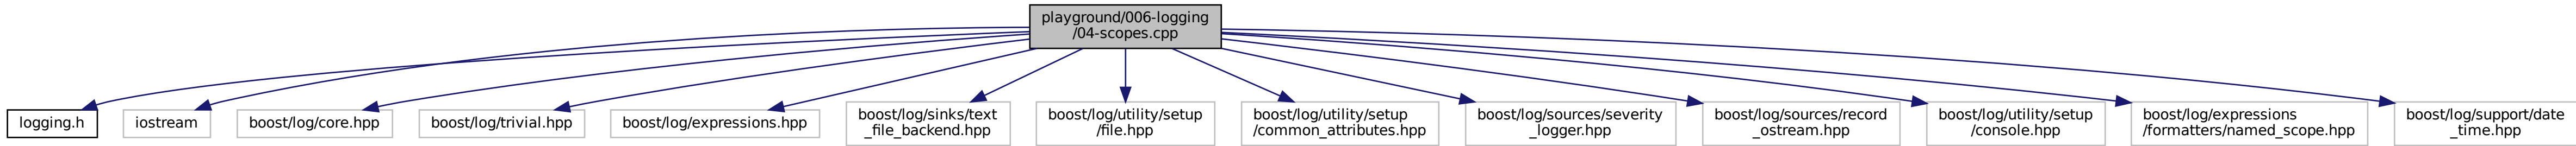 playground/006-logging
/04-scopes.cpp
logging.h
iostream
boost/log/core.hpp
boost/log/trivial.hpp
boost/log/expressions.hpp
boost/log/sinks/text
_file_backend.hpp
boost/log/utility/setup
/file.hpp
boost/log/utility/setup
/common_attributes.hpp
boost/log/sources/severity
_logger.hpp
boost/log/sources/record
_ostream.hpp
boost/log/utility/setup
/console.hpp
boost/log/expressions
/formatters/named_scope.hpp
boost/log/support/date
_time.hpp